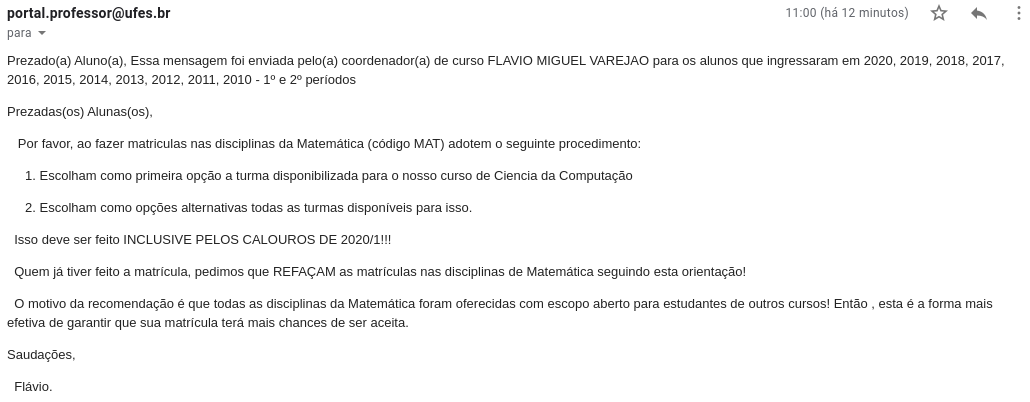 portal.professor@ufes.br
11:00 (há 12 minutos)
para
Prezado(a) Aluno(a), Essa mensagem foi enviada pelo(a) coordenador(a) de curso FLAVIO MIGUEL VAREJAO para os alunos que ingressaram em 2020, 2019, 2018, 2017,
2016, 2015, 2014, 2013, 2012, 2011, 2010 - 1º e 2º períodos
Prezadas(os) Alunas(os),
Por favor, ao fazer matriculas nas disciplinas da Matemática (código MAT) adotem o seguinte procedimento:
1. Escolham como primeira opção a turma disponibilizada para o nosso curso de Ciencia da Computação
2. Escolham como opções alternativas todas as turmas disponíveis para isso.
Isso deve ser feito INCLUSIVE PELOS CALOUROS DE 2020/1!!!
Quem já tiver feito a matrícula, pedimos que REFAÇAM as matrículas nas disciplinas de Matemática seguindo esta orientação!
O motivo da recomendação é que todas as disciplinas da Matemática foram oferecidas com escopo aberto para estudantes de outros cursos! Então , esta é a forma mais
efetiva de garantir que sua matrícula terá mais chances de ser aceita.
Saudações,
Flávio.